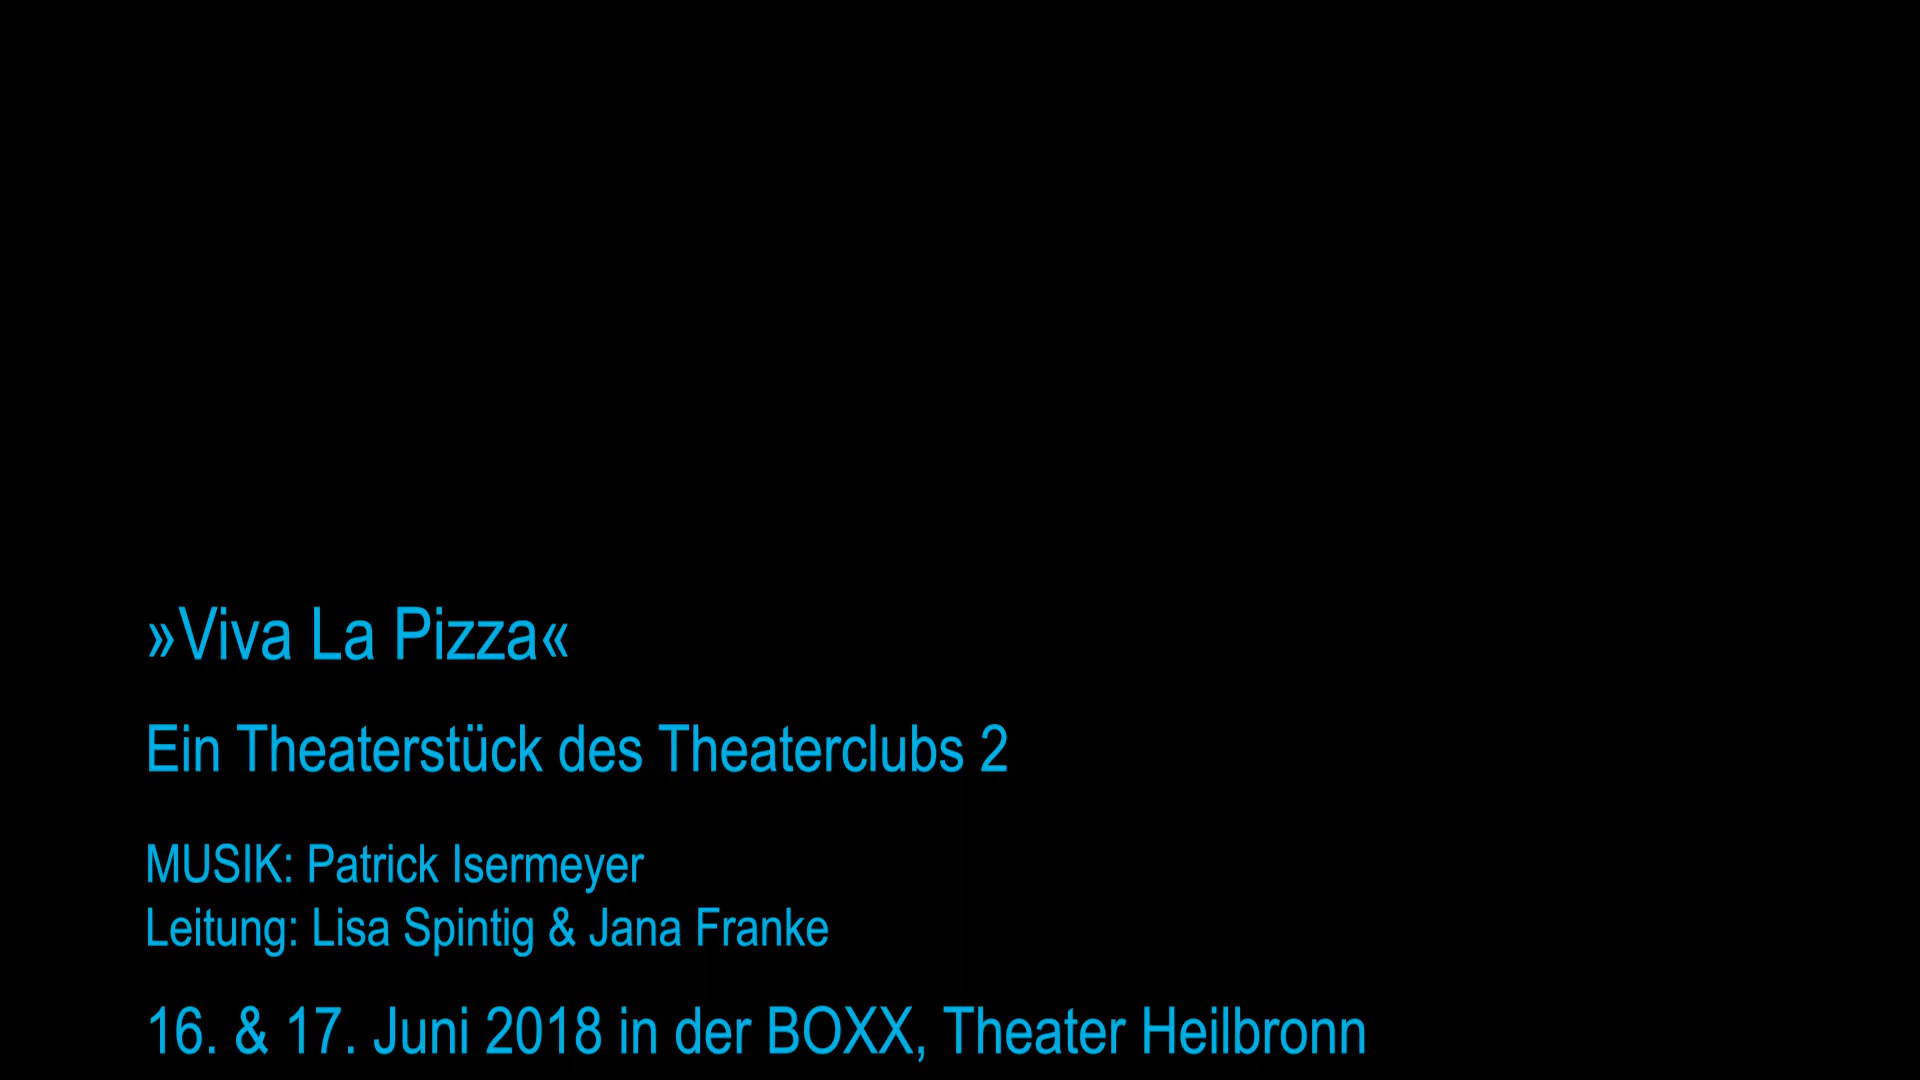 »Viva La Pizza«
Ein Theaterstück des Theaterclubs 2
MUSIK: Patrick Isermeyer
Leitung: Lisa Spintig & Jana Franke
16. & 17. Juni 2018 in der BOXX, Theater Heilbronn